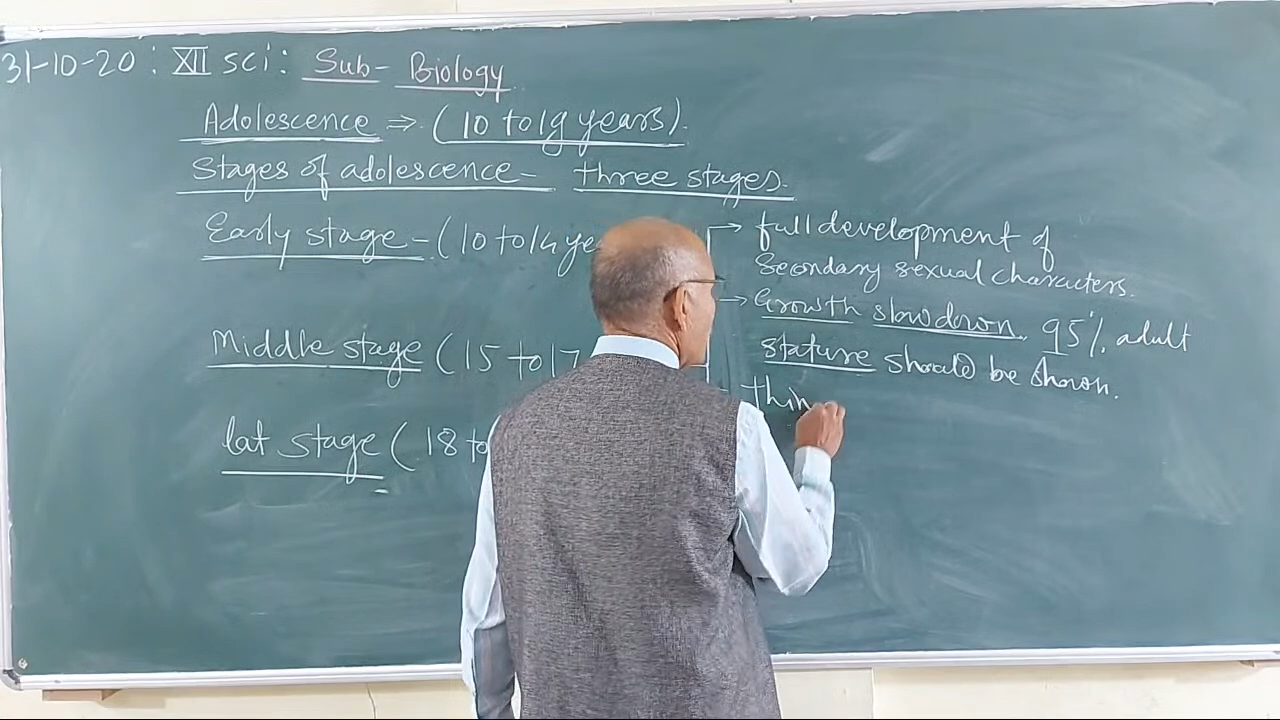 31-10-20 : XII sci : Sub- Biology
Adolescence ⇒ (10 to 19 years).
Stages of adolescence - three stages.
Early stage - (10 to 14 ye
Middle stage (15 to 17
lat stage ( 18 to
→ full development of
Secondary sexual characters.
→ Growth slowdown. 95% adult
stature should be shown.
thin